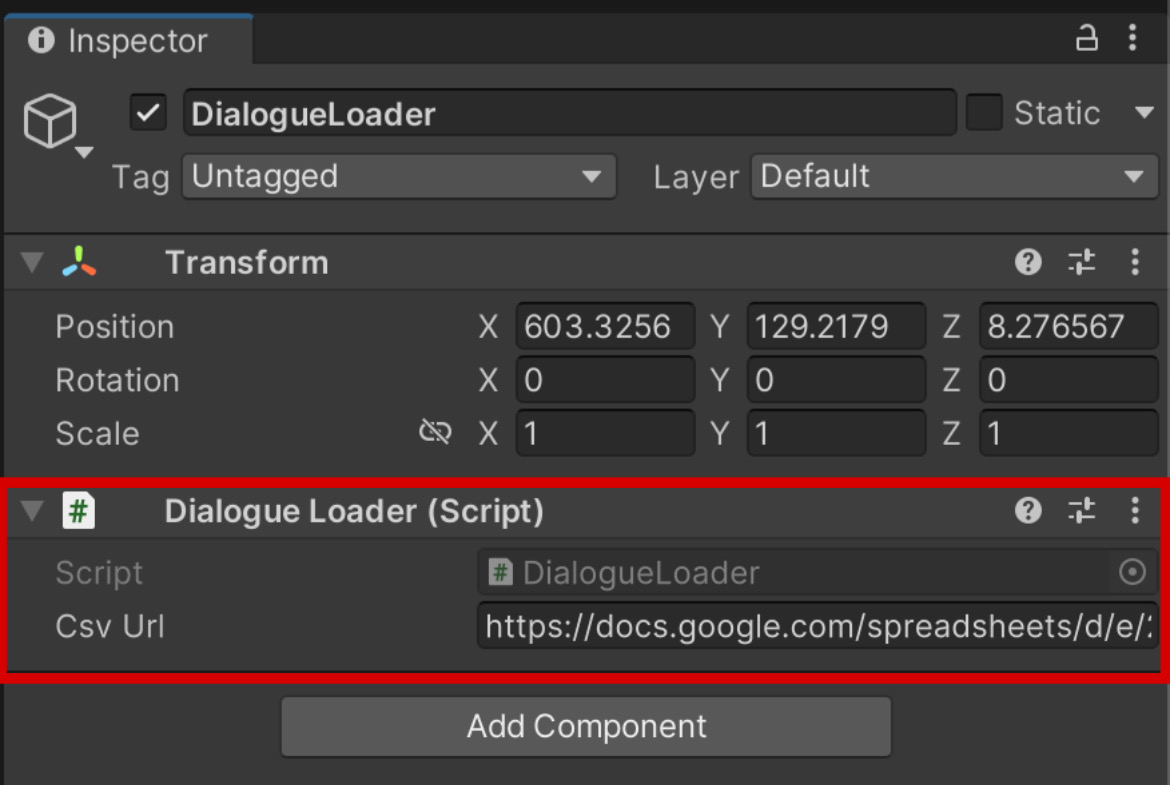 Inspector
DialogueLoader Static
Tag Untagged Layer Default
Transform
Position X 603.3256 Y 129.2179 Z 8.276567
Rotation X 0 Y 0 Z 0
Scale X 1 Y 1 Z 1
# Dialogue Loader (Script)
Script # DialogueLoader
Csv Url https://docs.google.com/spreadsheets/d/e/
Add Component